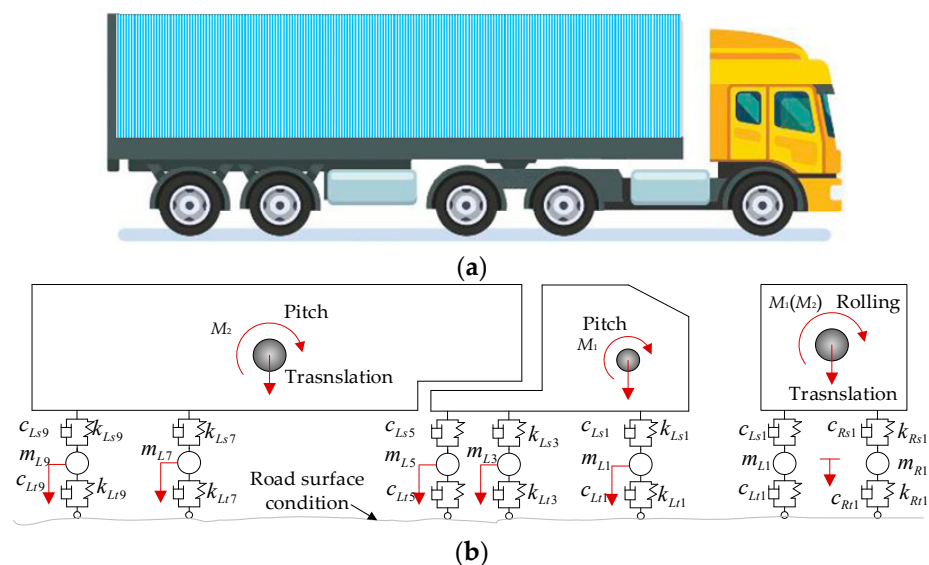 (a)
Pitch
M₂
Trasnslation
Pitch
M₁
M₁(M₂) Rolling
Trasnslation
cLs9 kLs9 kLs7 cLs5 kLs3 cLs1 kLs1 cLs1 cRs1 kRs1
mL9 mL7 mL5 mL3 mL1 mL1 mR1
cLt9 kLt9 kLt7 cLt5 kLt3 cLt1 kLt1 cLt1 cRt1 kRt1
Road surface
condition
(b)